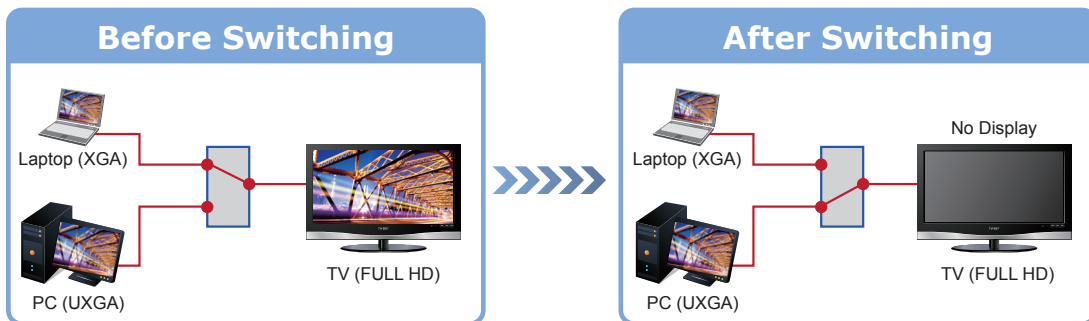 Before Switching
Laptop (XGA)
PC (UXGA)
TV (FULL HD)
After Switching
Laptop (XGA)
PC (UXGA)
No Display
TV (FULL HD)